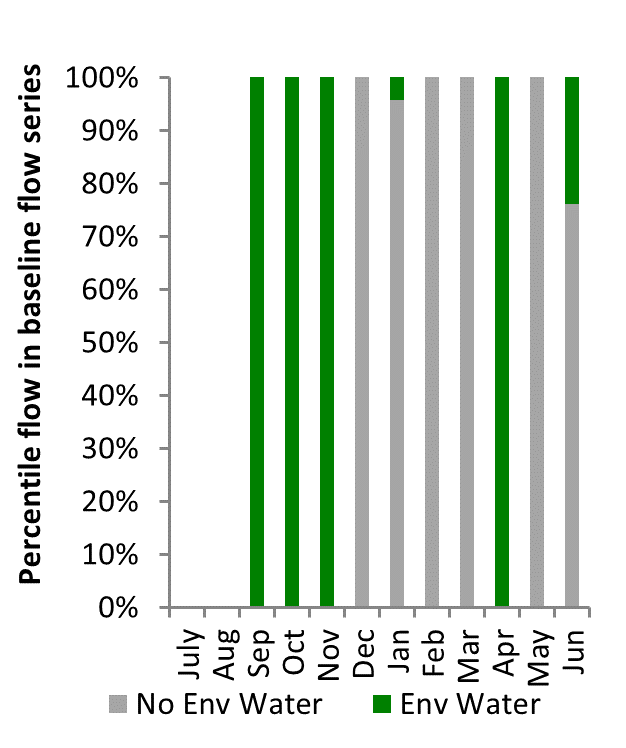 Percentile flow in baseline flow series
100%
90%
80%
70%
60%
50%
40%
30%
20%
10%
0%
July
Aug
Sep
Oct
Nov
Dec
Jan
Feb
Mar
Apr
May
Jun
No Env Water
Env Water